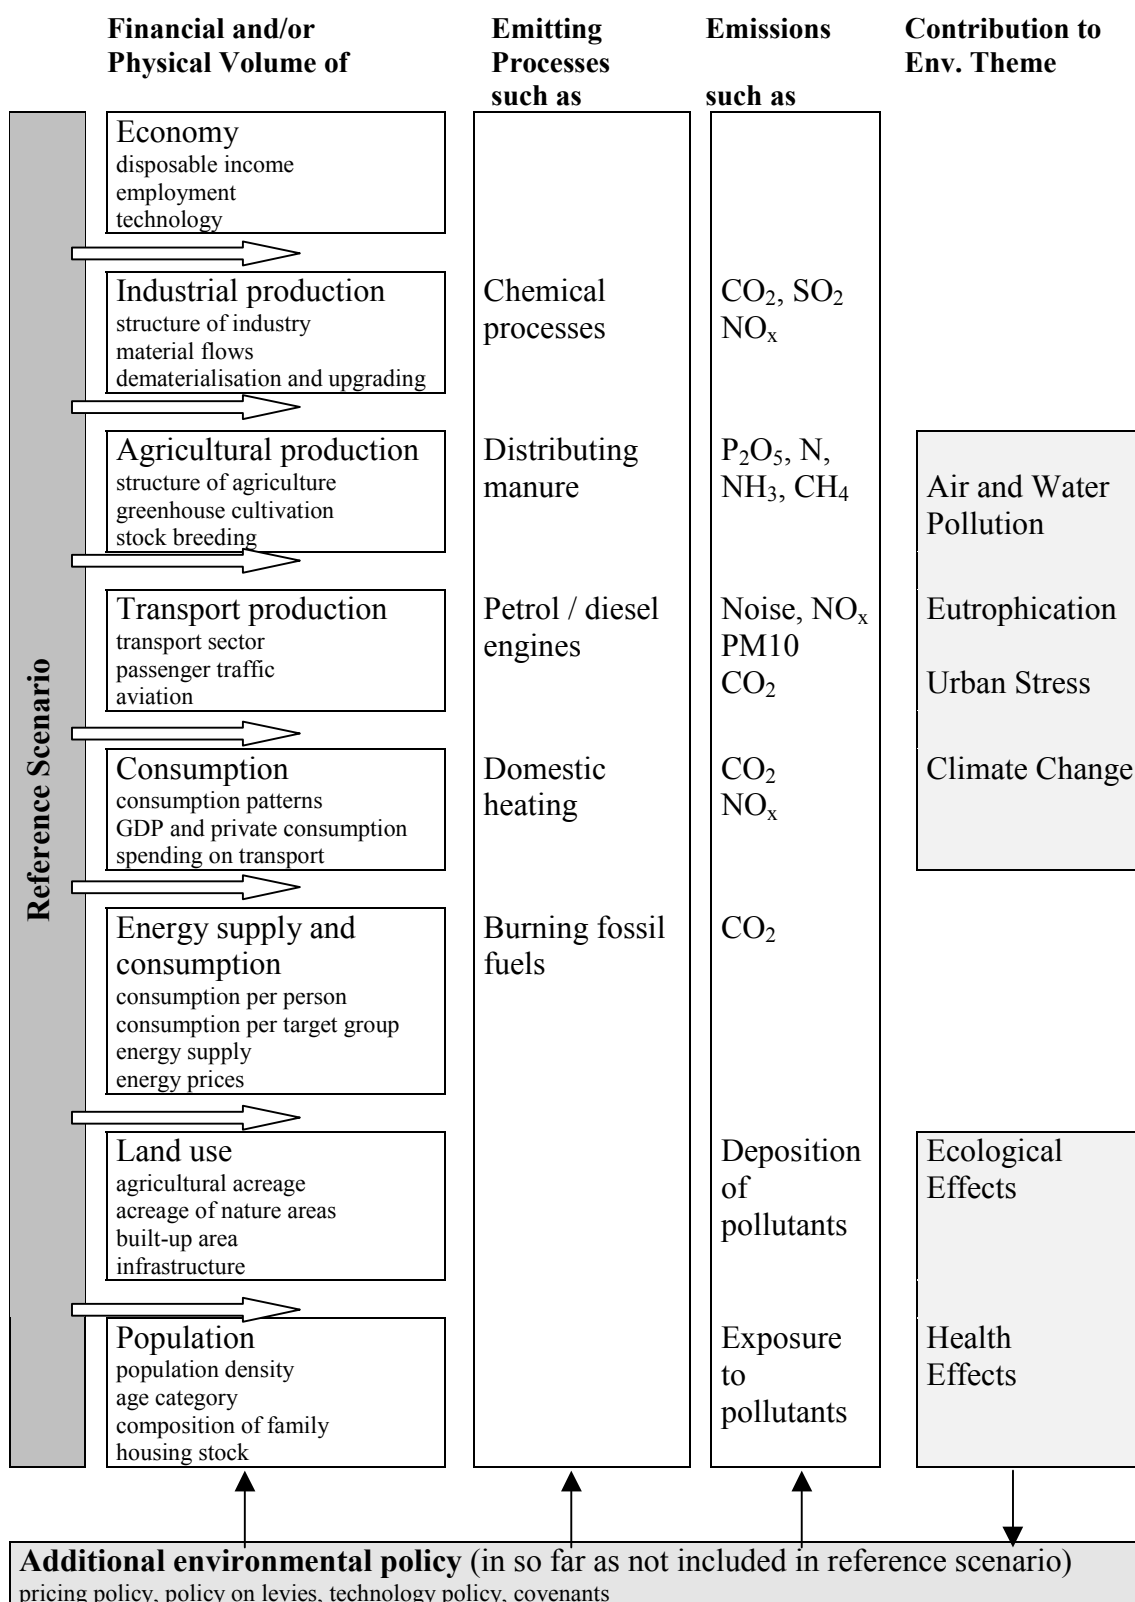 Financial and/or
Physical Volume of
Emitting
Processes
such as
Emissions
such as
Contribution to
Env. Theme
Reference Scenario
Economy
disposable income
employment
technology
Industrial production
structure of industry
material flows
dematerialisation and upgrading
Chemical
processes
CO₂, SO₂
NOₓ
Agricultural production
structure of agriculture
greenhouse cultivation
stock breeding
Distributing
manure
P₂O₅, N,
NH₃, CH₄
Air and Water
Pollution
Transport production
transport sector
passenger traffic
aviation
Petrol / diesel
engines
Noise, NOₓ
PM10
CO₂
Eutrophication
Urban Stress
Consumption
consumption patterns
GDP and private consumption
spending on transport
Domestic
heating
CO₂
NOₓ
Climate Change
Energy supply and
consumption
consumption per person
consumption per target group
energy supply
energy prices
Burning fossil
fuels
CO₂
Land use
agricultural acreage
acreage of nature areas
built-up area
infrastructure
Deposition
of
pollutants
Ecological
Effects
Population
population density
age category
composition of family
housing stock
Exposure
to
pollutants
Health
Effects
Additional environmental policy (in so far as not included in reference scenario)
pricing policy, policy on levies, technology policy, covenants